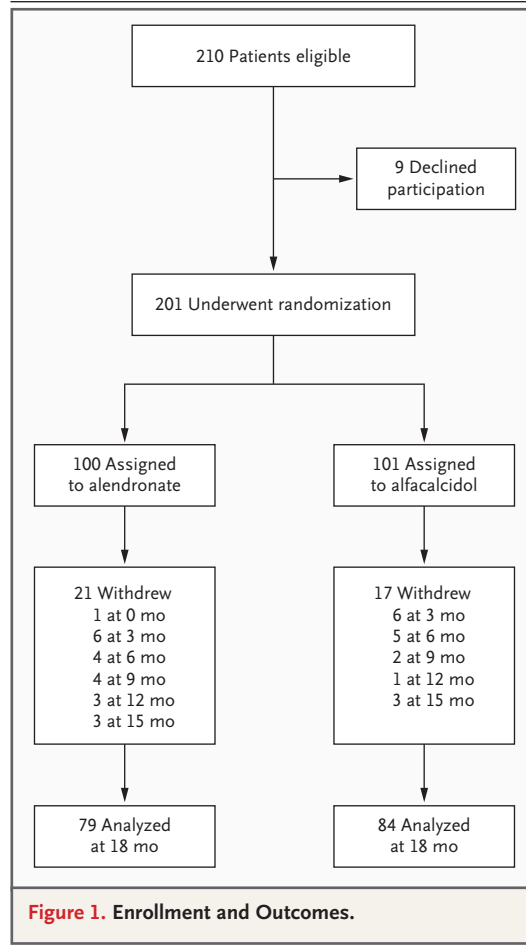 210 Patients eligible
9 Declined
participation
201 Underwent randomization
100 Assigned
to alendronate
101 Assigned
to alfacalcidol
21 Withdrew
1 at 0 mo
6 at 3 mo
4 at 6 mo
4 at 9 mo
3 at 12 mo
3 at 15 mo
17 Withdrew
6 at 3 mo
5 at 6 mo
2 at 9 mo
1 at 12 mo
3 at 15 mo
79 Analyzed
at 18 mo
84 Analyzed
at 18 mo
Figure 1. Enrollment and Outcomes.